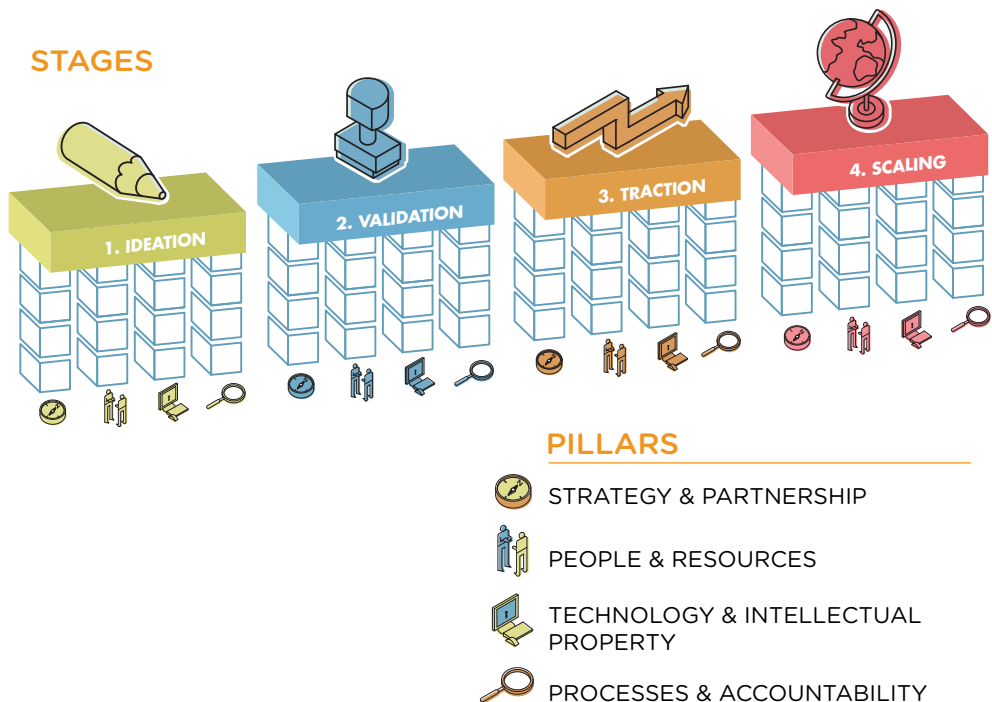 STAGES
1. IDEATION
2. VALIDATION
3. TRACTION
4. SCALING
PILLARS
STRATEGY & PARTNERSHIP
PEOPLE & RESOURCES
TECHNOLOGY & INTELLECTUAL
PROPERTY
PROCESSES & ACCOUNTABILITY